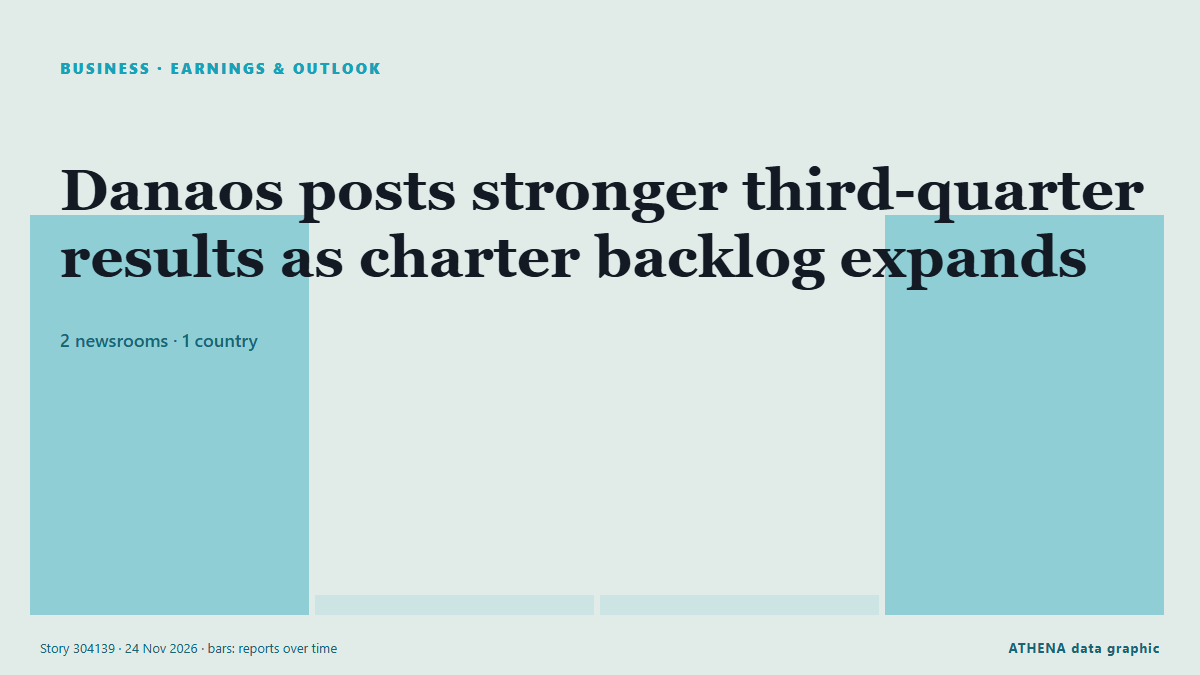 BUSINESS · EARNINGS & OUTLOOK
Danaos posts stronger third-quarter
results as charter backlog expands
2 newsrooms · 1 country
Story 304139 · 24 Nov 2026 · bars: reports over time
ATHENA data graphic